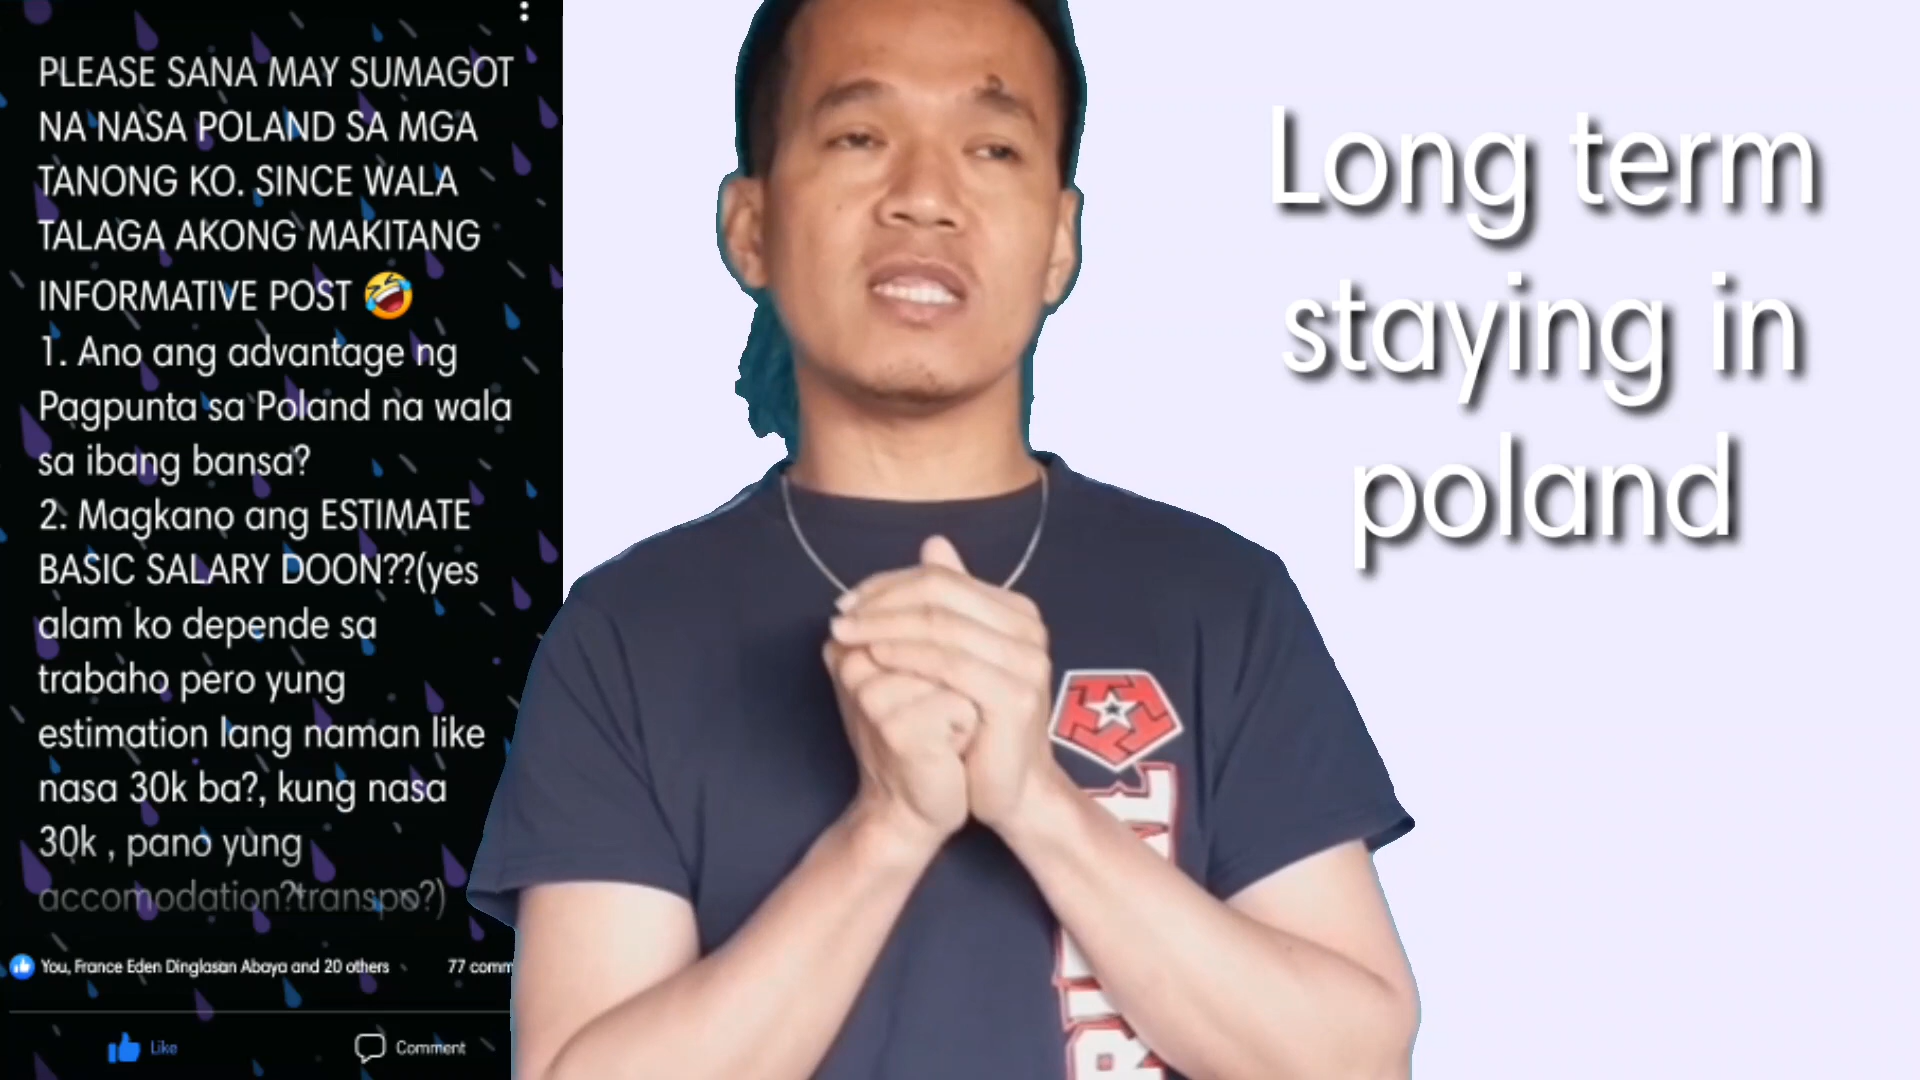 PLEASE SANA MAY SUMAGOT
NA NASA POLAND SA MGA
TANONG KO. SINCE WALA
TALAGA AKONG MAKITANG
INFORMATIVE POST 🤣
1. Ano ang advantage ng
Pagpunta sa Poland na wala
sa ibang bansa?
2. Magkano ang ESTIMATE
BASIC SALARY DOON??(yes
alam ko depende sa
trabaho pero yung
estimation lang naman like
nasa 30k ba?, kung nasa
30k , pano yung
accomodation?transpo?)
You, France Eden Dinglasan Abaya and 20 others
77 comm
Like
Comment
Long term
staying in
poland